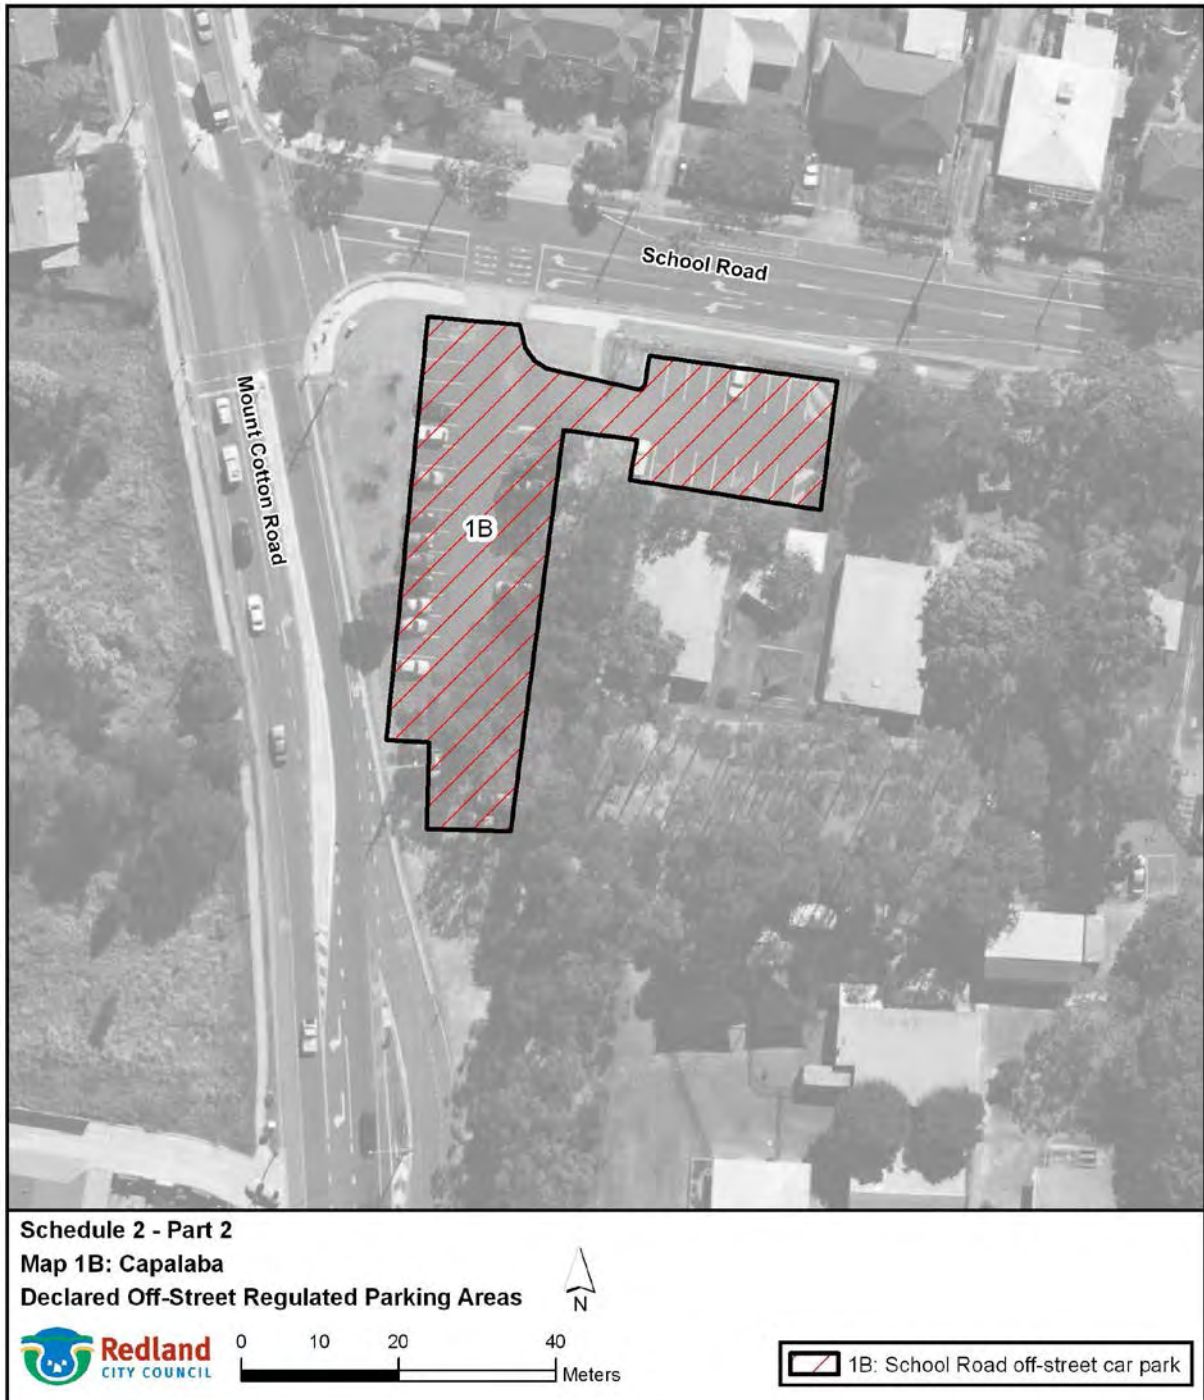 School Road
Mount Cotton Road
1B
Schedule 2 - Part 2
Map 1B: Capalaba
Declared Off-Street Regulated Parking Areas
N
Redland
CITY COUNCIL
0 10 20 40
Meters
1B: School Road off-street car park